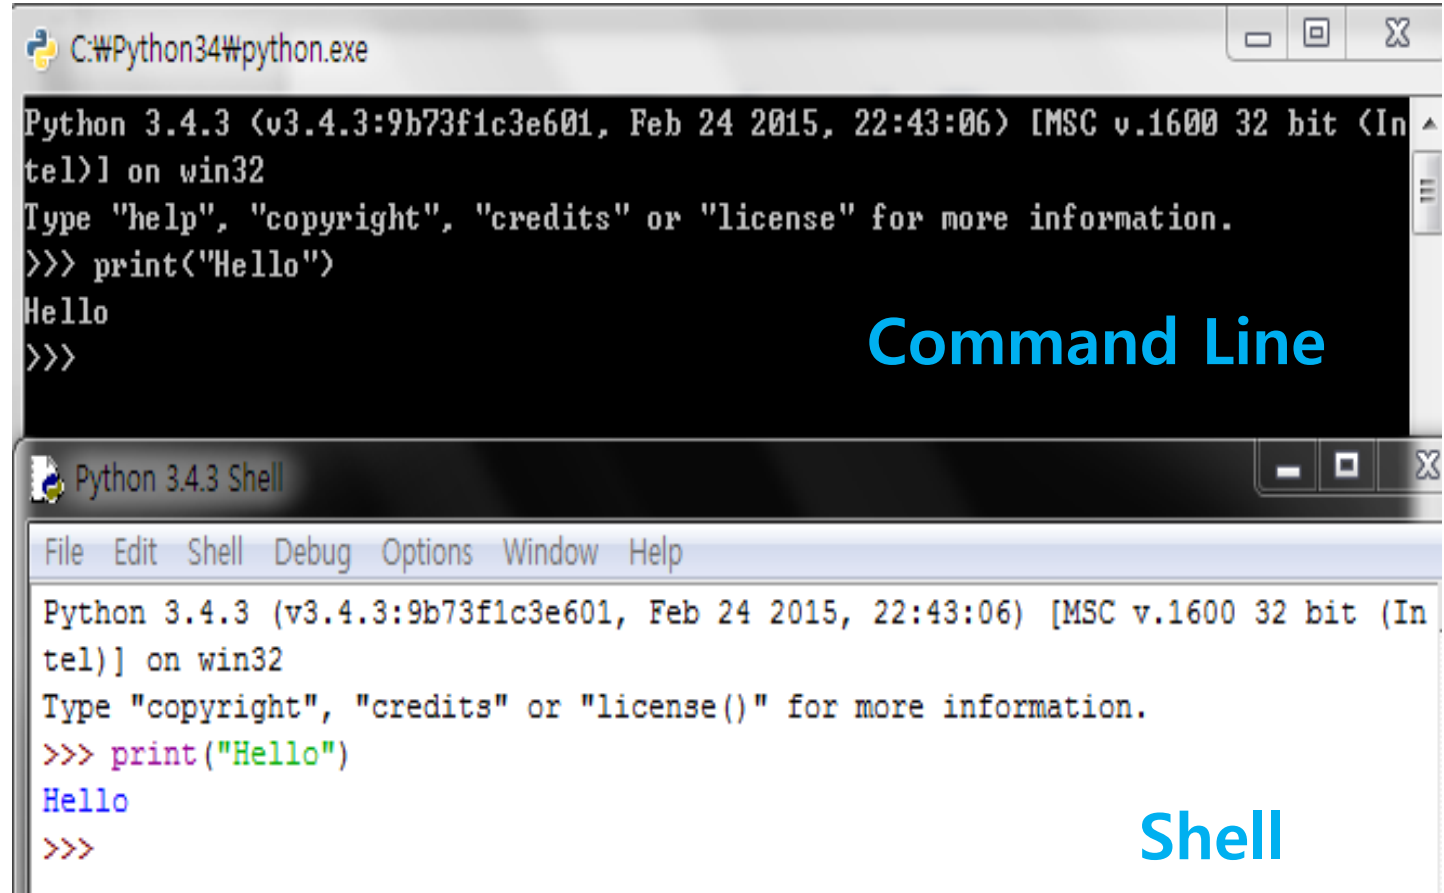 C:₩Python34₩python.exe
Python 3.4.3 (v3.4.3:9b73f1c3e601, Feb 24 2015, 22:43:06) [MSC v.1600 32 bit (In
tel)] on win32
Type "help", "copyright", "credits" or "license" for more information.
>>> print("Hello")
Hello
>>>
Command Line
Python 3.4.3 Shell
File Edit Shell Debug Options Window Help
Python 3.4.3 (v3.4.3:9b73f1c3e601, Feb 24 2015, 22:43:06) [MSC v.1600 32 bit (In
tel)] on win32
Type "copyright", "credits" or "license()" for more information.
>>> print("Hello")
Hello
>>>
Shell